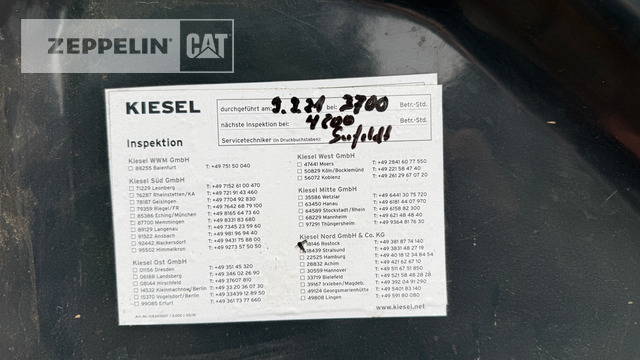 ZEPPELIN CAT
KIESEL
durchgeführt am: 9.2.21 bei: 3700 Betr.-Std.
nächste Inspektion bei: 4200 Betr.-Std.
Servicetechniker (in Druckbuchstaben):
Inspektion
Kiesel WWM GmbH
88255 Baienfurt T: +49 751 50 040
Kiesel Süd GmbH
71229 Leonberg T: +49 7152 61 00 470
76287 Rheinstetten/KA T: +49 721 91 43 460
78187 Geisingen T: +49 7704 92 830
79359 Riegel/FR T: +49 7642 68 79 100
85386 Eching/München T: +49 8165 64 73 60
87700 Memmingen T: +49 8331 83 680
89129 Langenau T: +49 7345 23 59 60
91522 Ansbach T: +49 981 96 94 40
92442 Wackersdorf T: +49 9431 75 88 00
95502 Himmelkron T: +49 9273 57 50 50
Kiesel Ost GmbH
01156 Dresden T: +49 351 45 320
06188 Landsberg T: +49 346 02 26 90
08144 Hirschfeld
14532 Kleinmachnow/Berlin T: +49 33 20 36 07 30
15370 Vogelsdorf/Berlin T: +49 33439 12 89 50
99085 Erfurt T: +49 361 73 77 660
Kiesel West GmbH
47441 Moers T: +49 2841 60 77 550
50829 Köln/Bocklemünd T: +49 221 58 47 40
56072 Koblenz T: +49 261 29 67 07 20
Kiesel Mitte GmbH
35586 Wetzlar T: +49 6441 30 75 720
63450 Hanau T: +49 6181 44 07 970
64589 Stockstadt/Rhein T: +49 6158 82 300
68229 Mannheim T: +49 621 48 48 40
97291 Thüngersheim T: +49 9364 81 76 30
Kiesel Nord GmbH & Co. KG
18146 Rostock T: +49 381 87 74 140
18439 Stralsund T: +49 3831 48 27 19
22525 Hamburg T: +49 40 18 12 34 84 54
28832 Achim T: +49 421 62 67 10
30559 Hannover T: +49 511 67 51 850
33719 Bielefeld T: +49 521 58 48 28 28
39167 Irxleben/Magdeb. T: +49 392 04 91 290
49124 Georgsmarienhütte T: +49 5401 83 140
49808 Lingen T: +49 591 80 080
www.kiesel.net